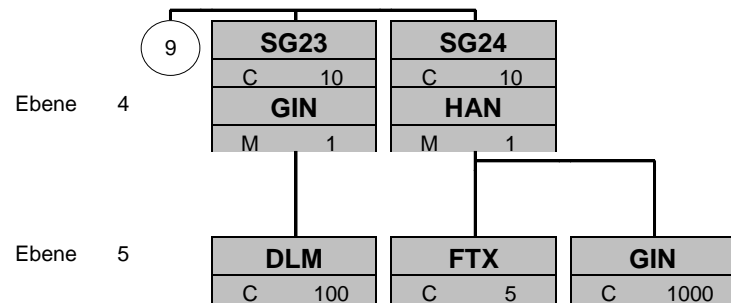 9
SG23 SG24
C 10 C 10
Ebene 4 GIN HAN
M 1 M 1
Ebene 5 DLM FTX GIN
C 100 C 5 C 1000